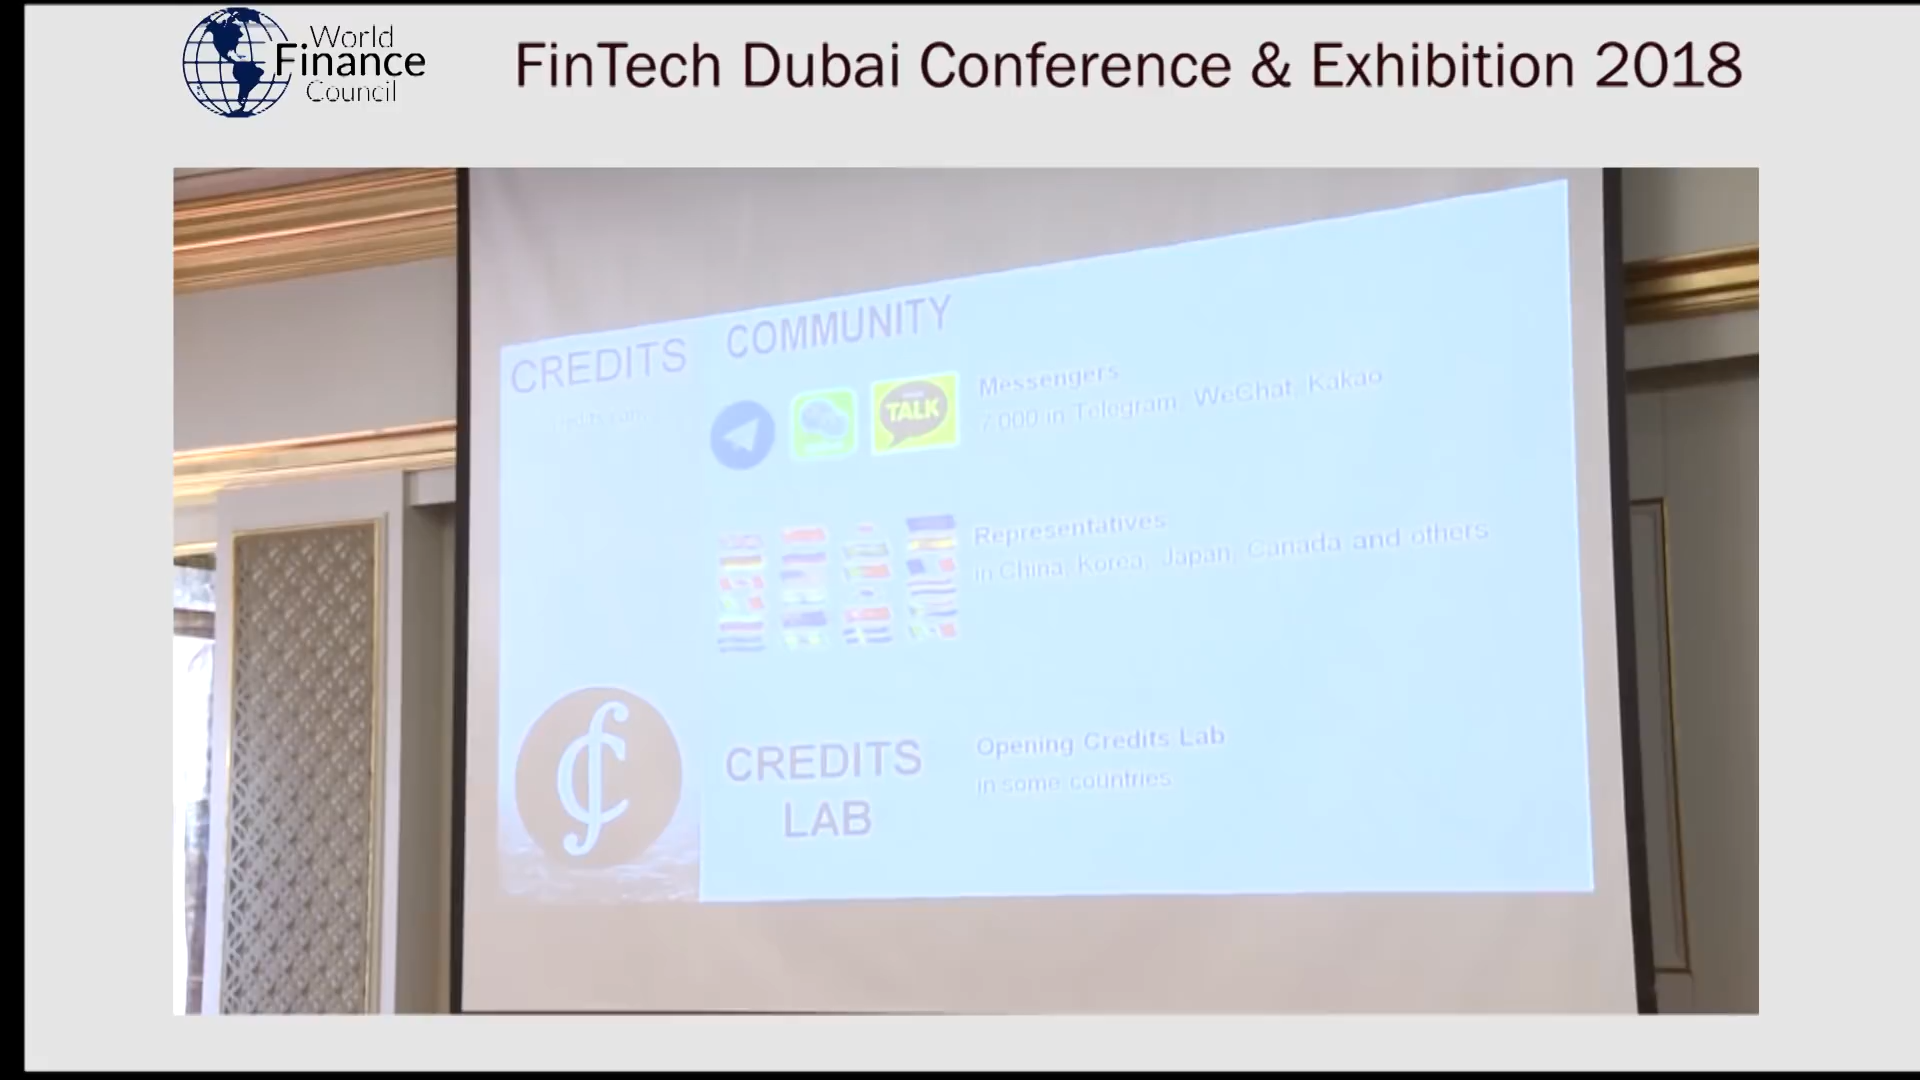 World
Finance
Council
FinTech Dubai Conference & Exhibition 2018
CREDITS
COMMUNITY
TALK
Messengers
7 000 in Telegram, WeChat, Kakao
Representatives
in China, Korea, Japan, Canada and others
CREDITS
LAB
Opening Credits Lab
in some countries